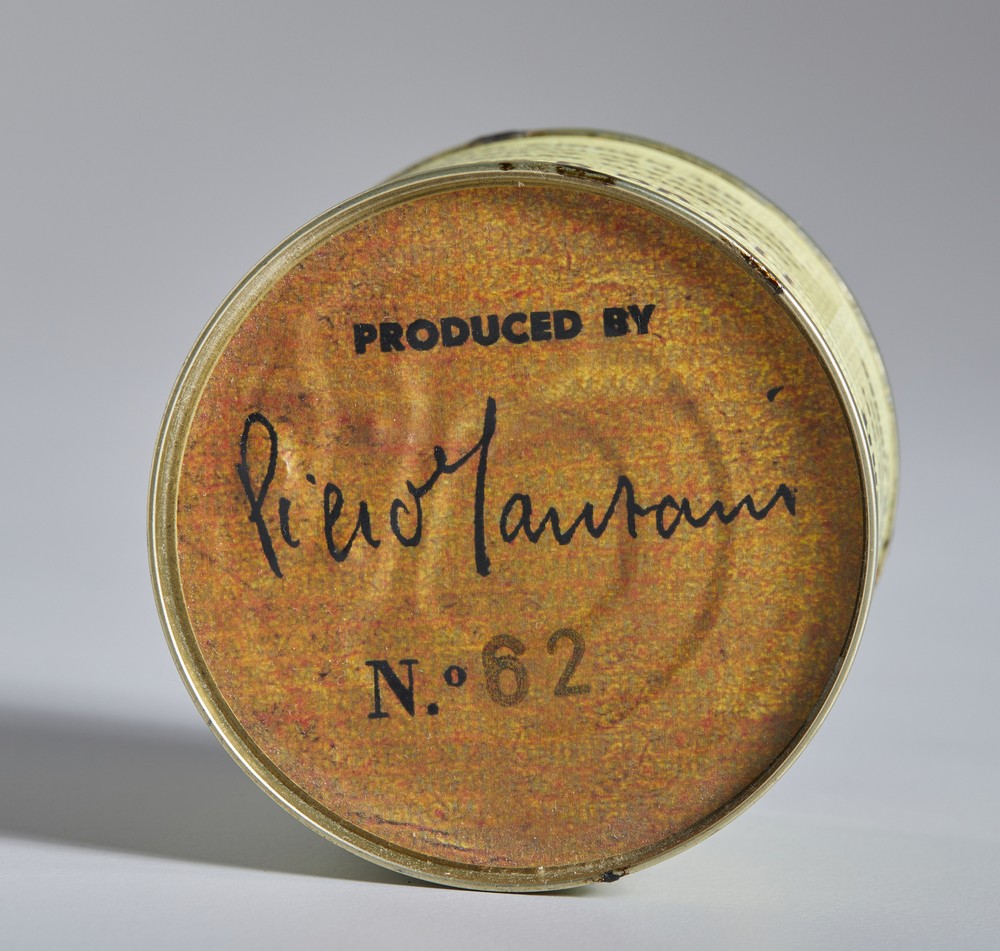 PRODUCED BY
Piero Manzoni
N.º 62